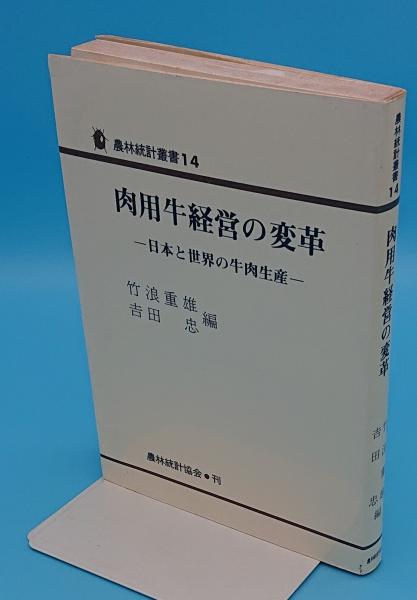 農林統計叢書14
肉用牛経営の変革
―日本と世界の牛肉生産―
竹浪重雄
吉田 忠 編
農林統計協会●刊
農林統計叢書14
肉用牛経営の変革
吉田 忠 編